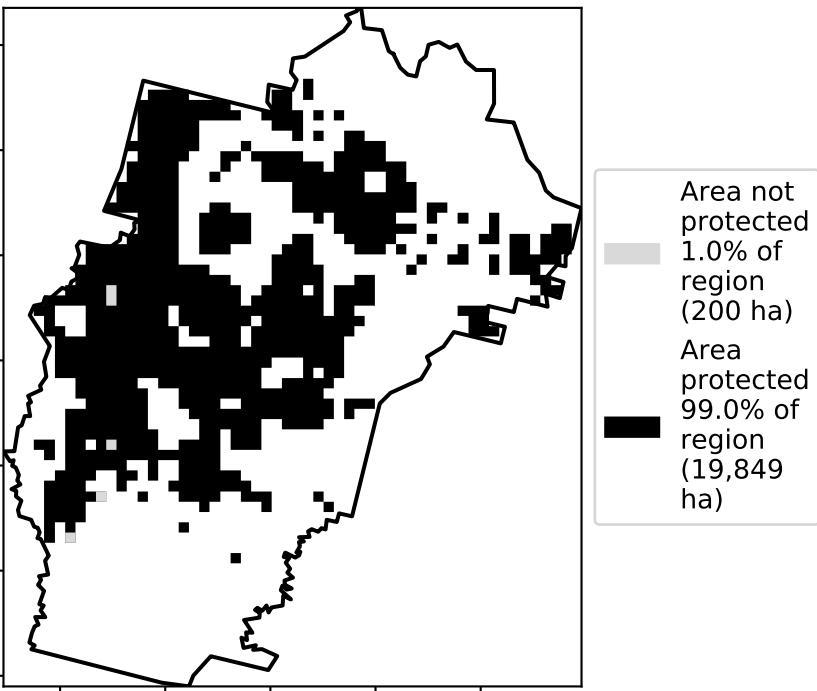 Area not
protected
1.0% of
region
(200 ha)
Area
protected
99.0% of
region
(19,849
ha)